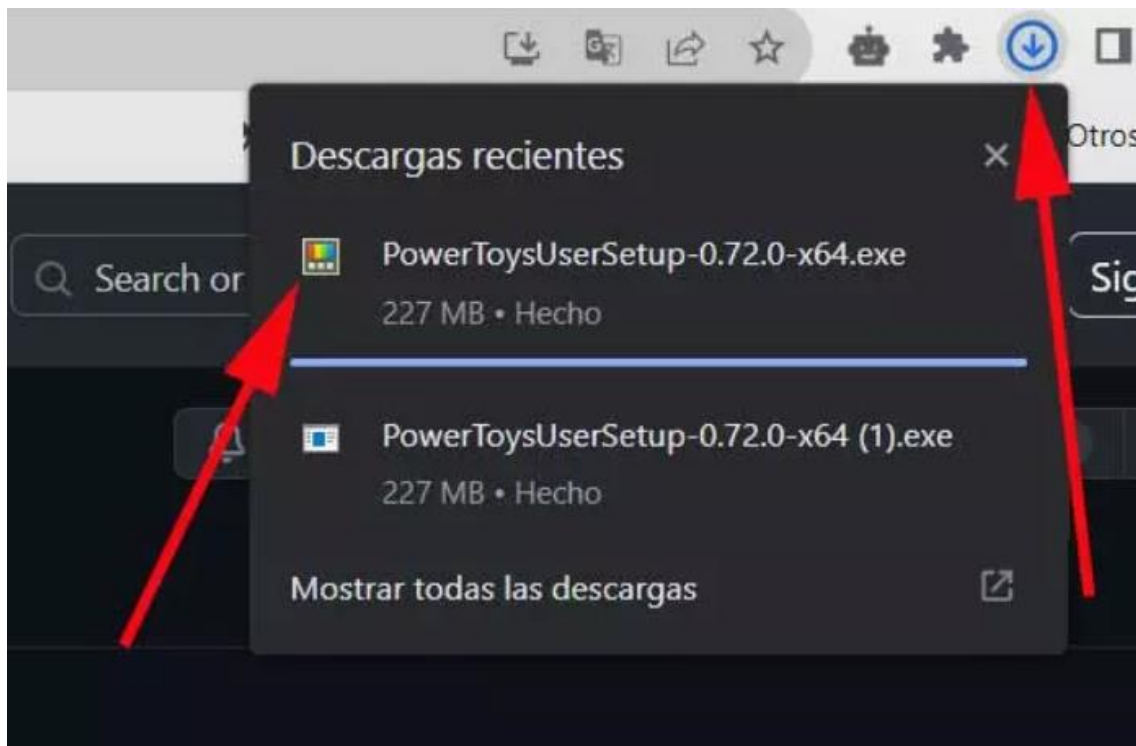 Otros
Descargas recientes
Search or
PowerToysUserSetup-0.72.0-x64.exe
227 MB • Hecho
Sig
PowerToysUserSetup-0.72.0-x64 (1).exe
227 MB • Hecho
Mostrar todas las descargas